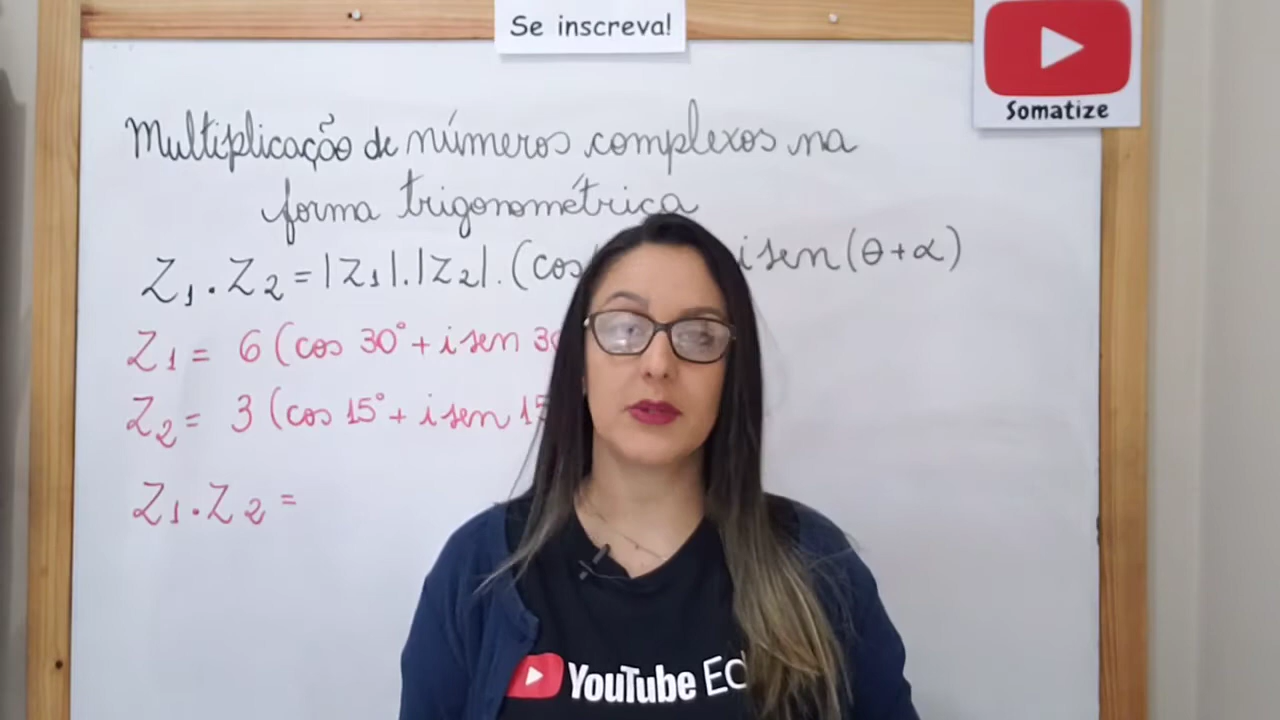 Se inscreva!
Somatize
Multiplicação de números complexos na
forma trigonométrica
Z1 . Z2 = |Z1|.|Z2|. (cos i sen (θ + α)
Z1 = 6 (cos 30° + i sen
Z2 = 3 (cos 15° + i sen
Z1 . Z2 =
YouTube